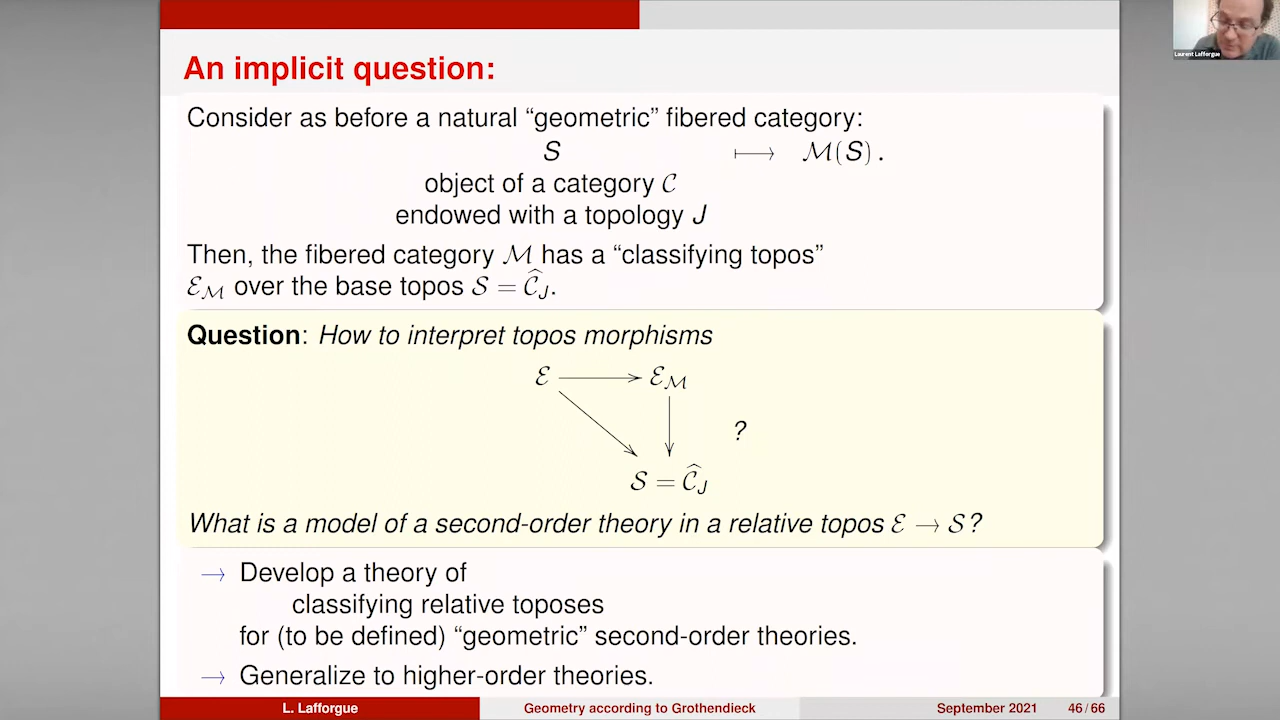 Laurent Lafforgue
An implicit question:
Consider as before a natural “geometric” fibered category:
S ⟼ ℳ(S) .
object of a category 𝒞
endowed with a topology J
Then, the fibered category ℳ has a “classifying topos”
ℰ_ℳ over the base topos 𝒮 = 𝒞̂_J.
Question: How to interpret topos morphisms
ℰ ⟶ ℰ_ℳ
?
𝒮 = 𝒞̂_J
What is a model of a second-order theory in a relative topos ℰ → 𝒮?
→ Develop a theory of
classifying relative toposes
for (to be defined) “geometric” second-order theories.
→ Generalize to higher-order theories.
L. Lafforgue Geometry according to Grothendieck September 2021 46 / 66